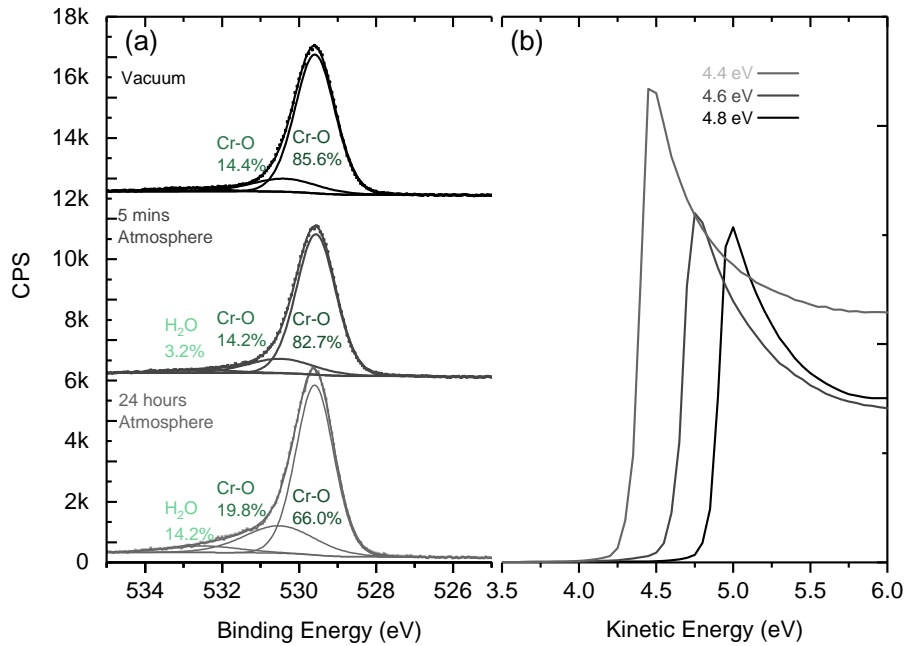 (a)
(b)
18k
16k
14k
12k
10k
8k
6k
4k
2k
0
CPS
Vacuum
Cr-O
14.4%
Cr-O
85.6%
5 mins
Atmosphere
H2O
3.2%
Cr-O
14.2%
Cr-O
82.7%
24 hours
Atmosphere
H2O
14.2%
Cr-O
19.8%
Cr-O
66.0%
534
532
530
528
526
Binding Energy (eV)
4.4 eV
4.6 eV
4.8 eV
3.5
4.0
4.5
5.0
5.5
6.0
Kinetic Energy (eV)